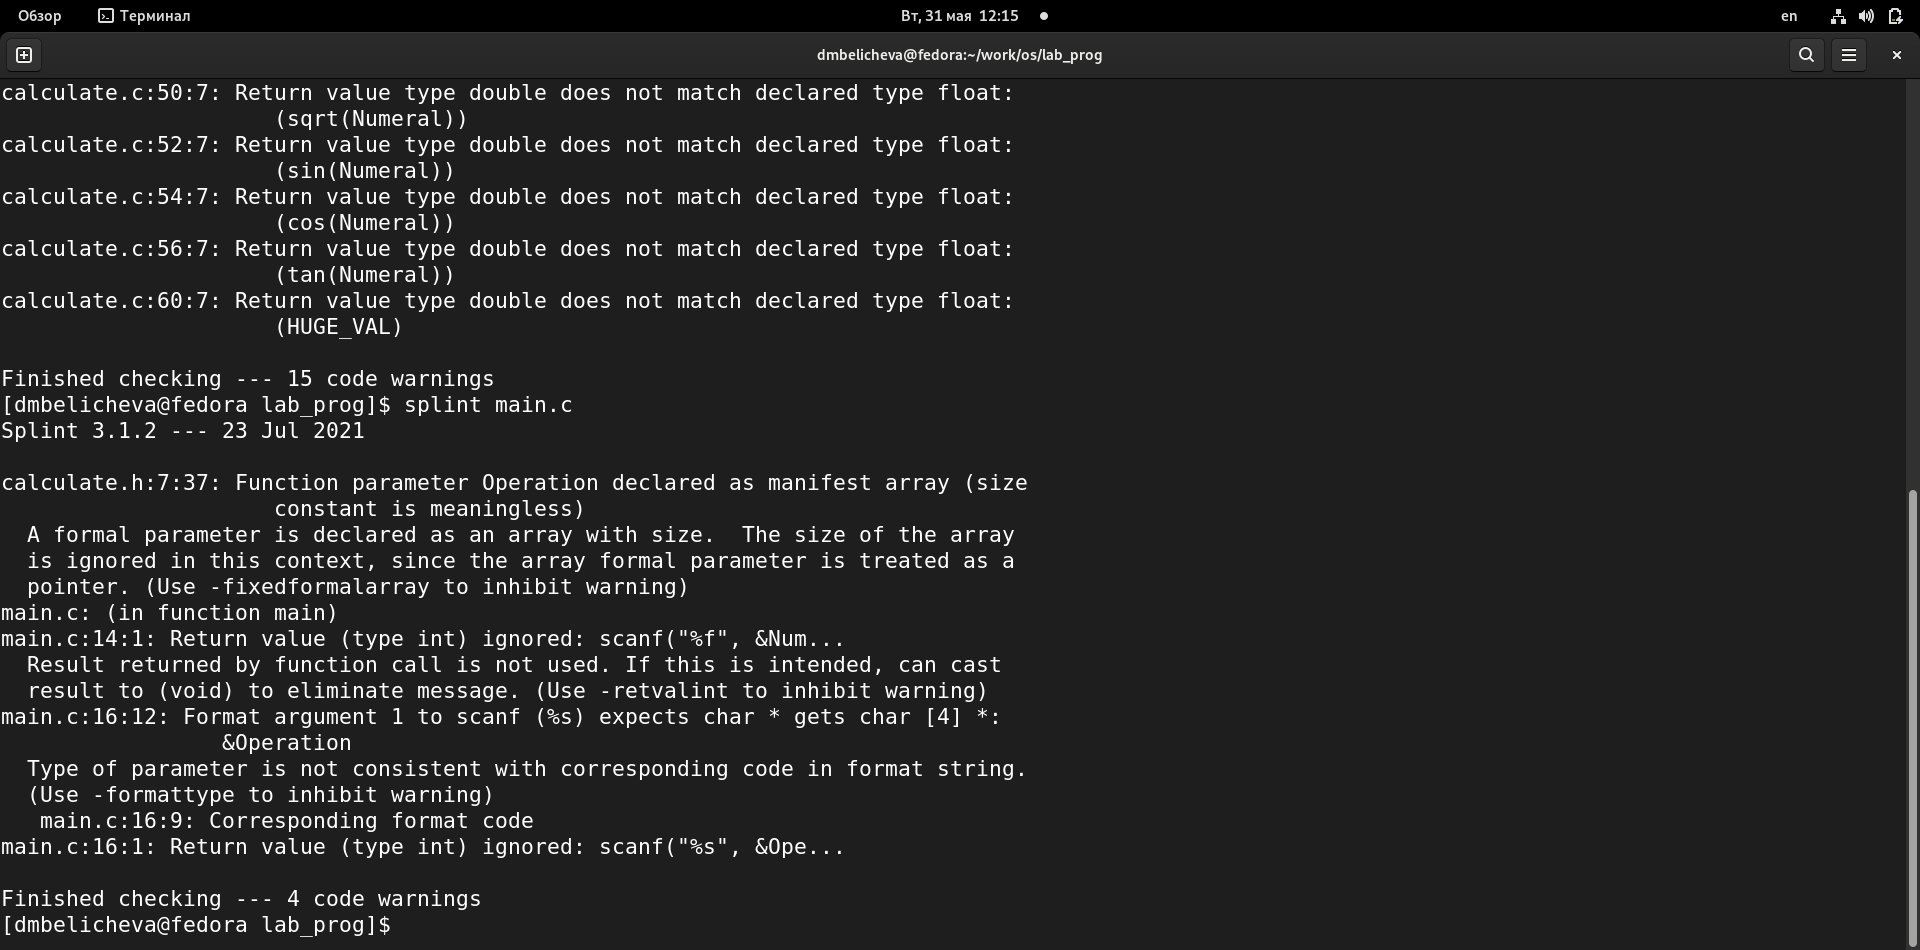 Обзор Терминал Вт, 31 мая 12:15 en
dmbelicheva@fedora:~/work/os/lab_prog
calculate.c:50:7: Return value type double does not match declared type float:
                     (sqrt(Numeral))
calculate.c:52:7: Return value type double does not match declared type float:
                     (sin(Numeral))
calculate.c:54:7: Return value type double does not match declared type float:
                     (cos(Numeral))
calculate.c:56:7: Return value type double does not match declared type float:
                     (tan(Numeral))
calculate.c:60:7: Return value type double does not match declared type float:
                     (HUGE_VAL)

Finished checking --- 15 code warnings
[dmbelicheva@fedora lab_prog]$ splint main.c
Splint 3.1.2 --- 23 Jul 2021

calculate.h:7:37: Function parameter Operation declared as manifest array (size
                     constant is meaningless)
  A formal parameter is declared as an array with size.  The size of the array
  is ignored in this context, since the array formal parameter is treated as a
  pointer. (Use -fixedformalarray to inhibit warning)
main.c: (in function main)
main.c:14:1: Return value (type int) ignored: scanf("%f", &Num...
  Result returned by function call is not used. If this is intended, can cast
  result to (void) to eliminate message. (Use -retvalint to inhibit warning)
main.c:16:12: Format argument 1 to scanf (%s) expects char * gets char [4] *:
                 &Operation
  Type of parameter is not consistent with corresponding code in format string.
  (Use -formattype to inhibit warning)
   main.c:16:9: Corresponding format code
main.c:16:1: Return value (type int) ignored: scanf("%s", &Ope...

Finished checking --- 4 code warnings
[dmbelicheva@fedora lab_prog]$